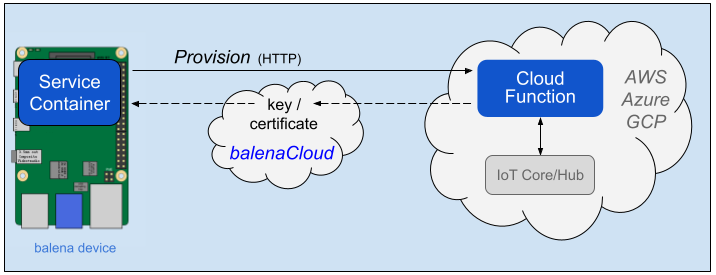 Provision (HTTP)
Service
Container
Cloud
Function
AWS
Azure
GCP
key /
certificate
balenaCloud
IoT Core/Hub
balena device